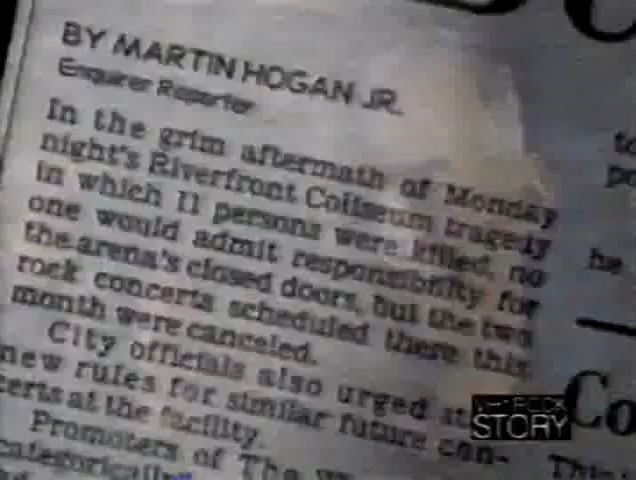 BY MARTIN HOGAN JR.
Enquirer Reporter
In the grim aftermath of Monday
night's Riverfront Coliseum tragedy
in which 11 persons were killed, no
one would admit responsibility for
the arena's closed doors, but the two
rock concerts scheduled there this
month were canceled.
City officials also urged
new rules for similar future con-
certs at the facility.
Promoters of The
categorically
he
Co
STORY